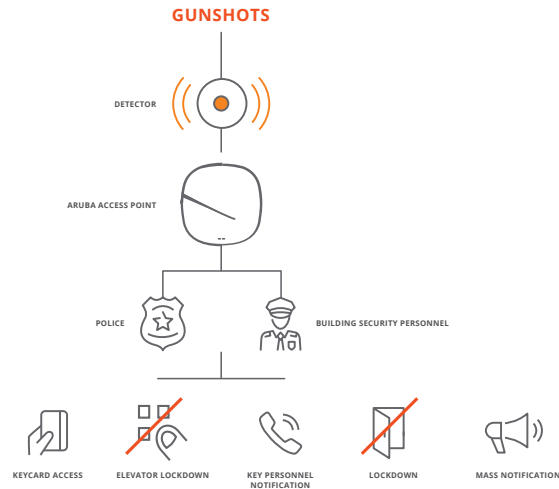 GUNSHOTS
DETECTOR
ARUBA ACCESS POINT
POLICE
BUILDING SECURITY PERSONNEL
KEYCARD ACCESS
ELEVATOR LOCKDOWN
KEY PERSONNEL
NOTIFICATION
LOCKDOWN
MASS NOTIFICATION